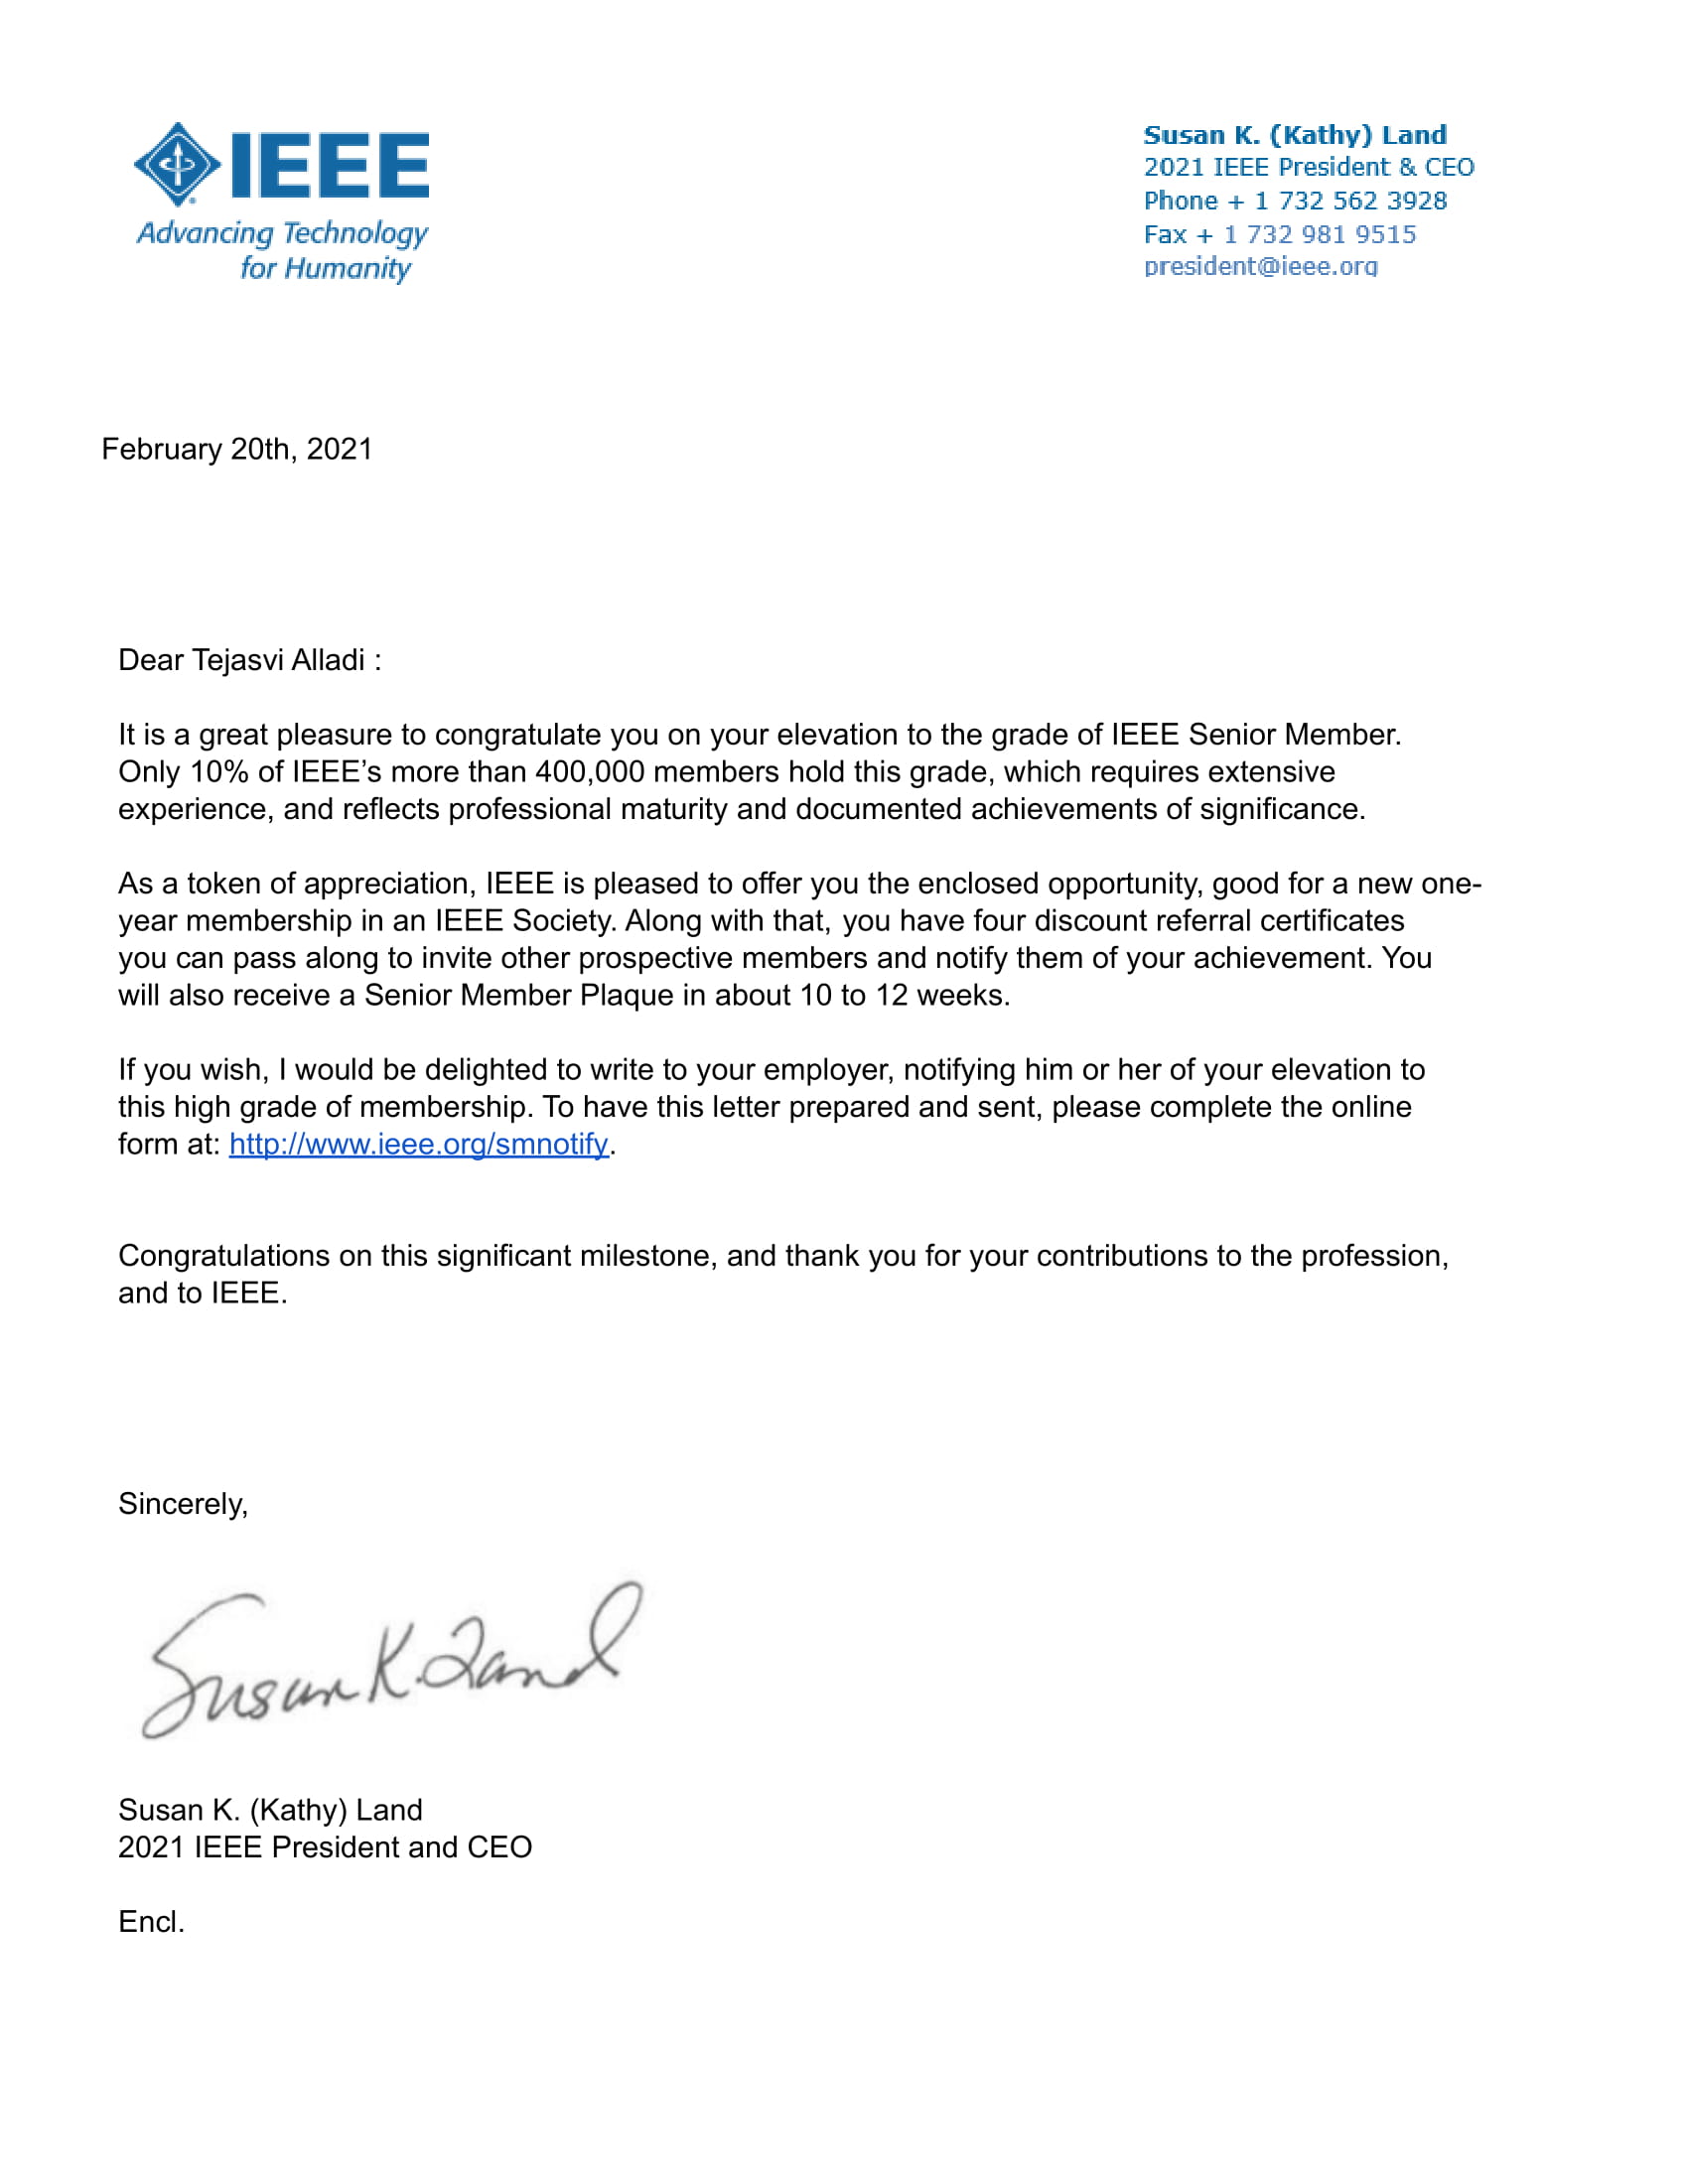 IEEE
Advancing Technology
for Humanity
Susan K. (Kathy) Land
2021 IEEE President & CEO
Phone + 1 732 562 3928
Fax + 1 732 981 9515
president@ieee.org
February 20th, 2021
Dear Tejasvi Alladi :
It is a great pleasure to congratulate you on your elevation to the grade of IEEE Senior Member.
Only 10% of IEEE’s more than 400,000 members hold this grade, which requires extensive
experience, and reflects professional maturity and documented achievements of significance.
As a token of appreciation, IEEE is pleased to offer you the enclosed opportunity, good for a new one-
year membership in an IEEE Society. Along with that, you have four discount referral certificates
you can pass along to invite other prospective members and notify them of your achievement. You
will also receive a Senior Member Plaque in about 10 to 12 weeks.
If you wish, I would be delighted to write to your employer, notifying him or her of your elevation to
this high grade of membership. To have this letter prepared and sent, please complete the online
form at: http://www.ieee.org/smnotify.
Congratulations on this significant milestone, and thank you for your contributions to the profession,
and to IEEE.
Sincerely,
Susan K. Land
Susan K. (Kathy) Land
2021 IEEE President and CEO
Encl.